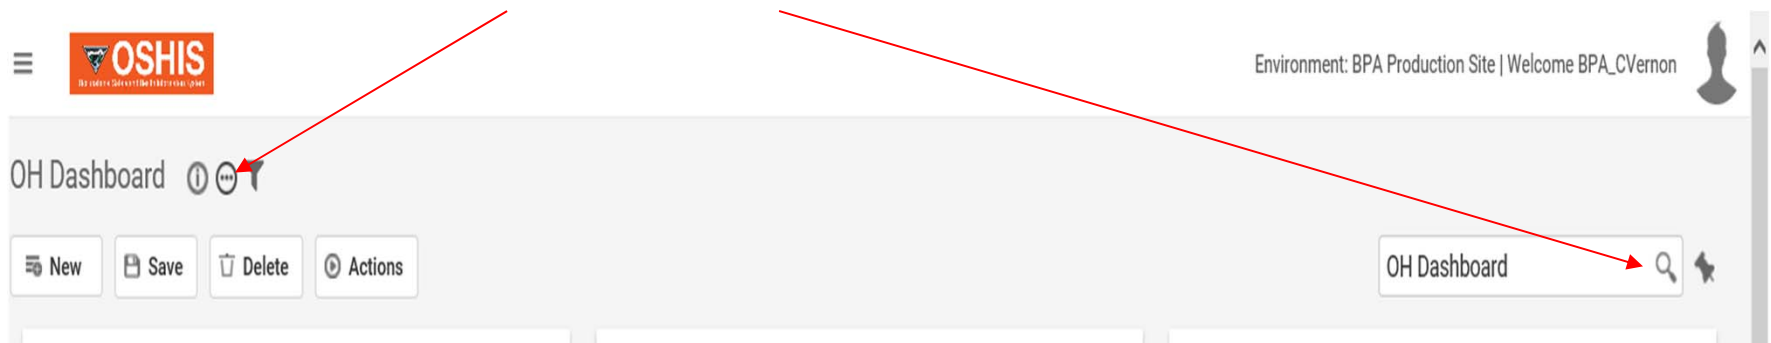 OSHIS
Environment: BPA Production Site | Welcome BPA_CVernon
OH Dashboard
New Save Delete Actions
OH Dashboard